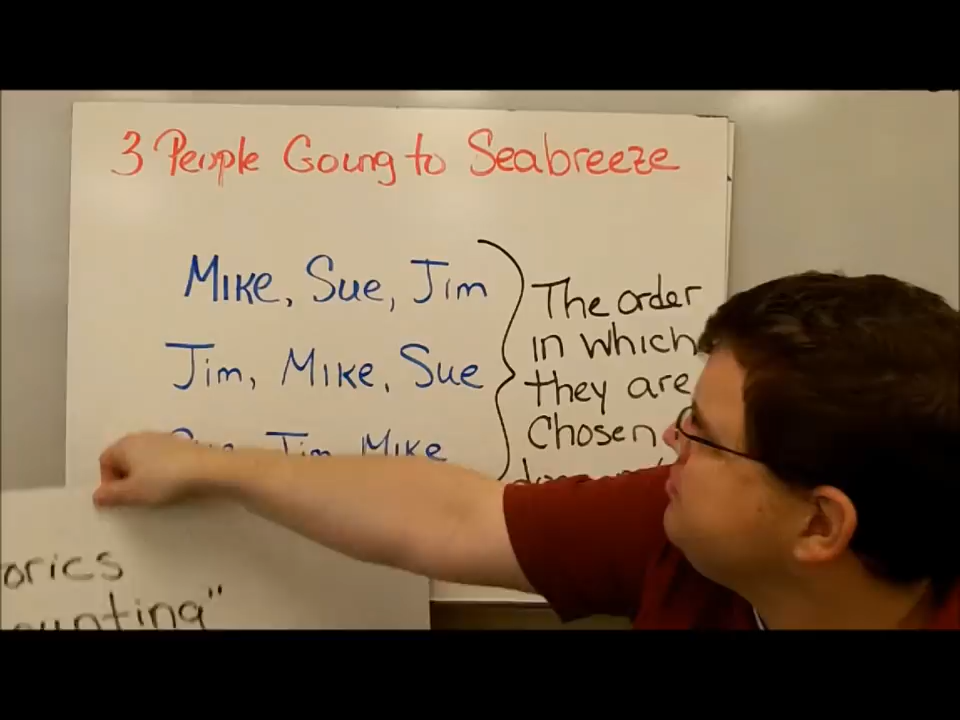 3 People Going to Seabreeze
Mike, Sue, Jim
Jim, Mike, Sue
Sue, Jim, Mike
The order
in which
they are
Chosen
orics
ounting"